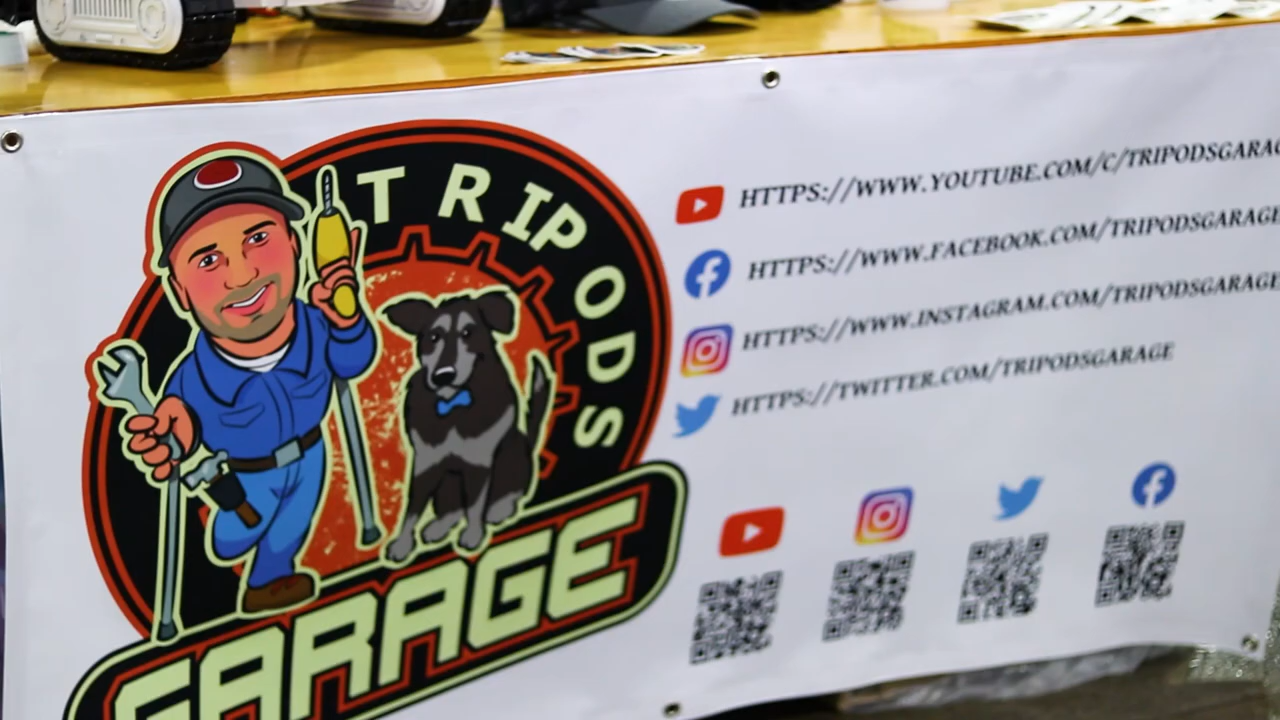 TRIPODS
GARAGE
HTTPS://WWW.YOUTUBE.COM/C/TRIPODSGARAG
HTTPS://WWW.FACEBOOK.COM/TRIPODSGARAGE
HTTPS://WWW.INSTAGRAM.COM/TRIPODSGARAGE
HTTPS://TWITTER.COM/TRIPODSGARAGE